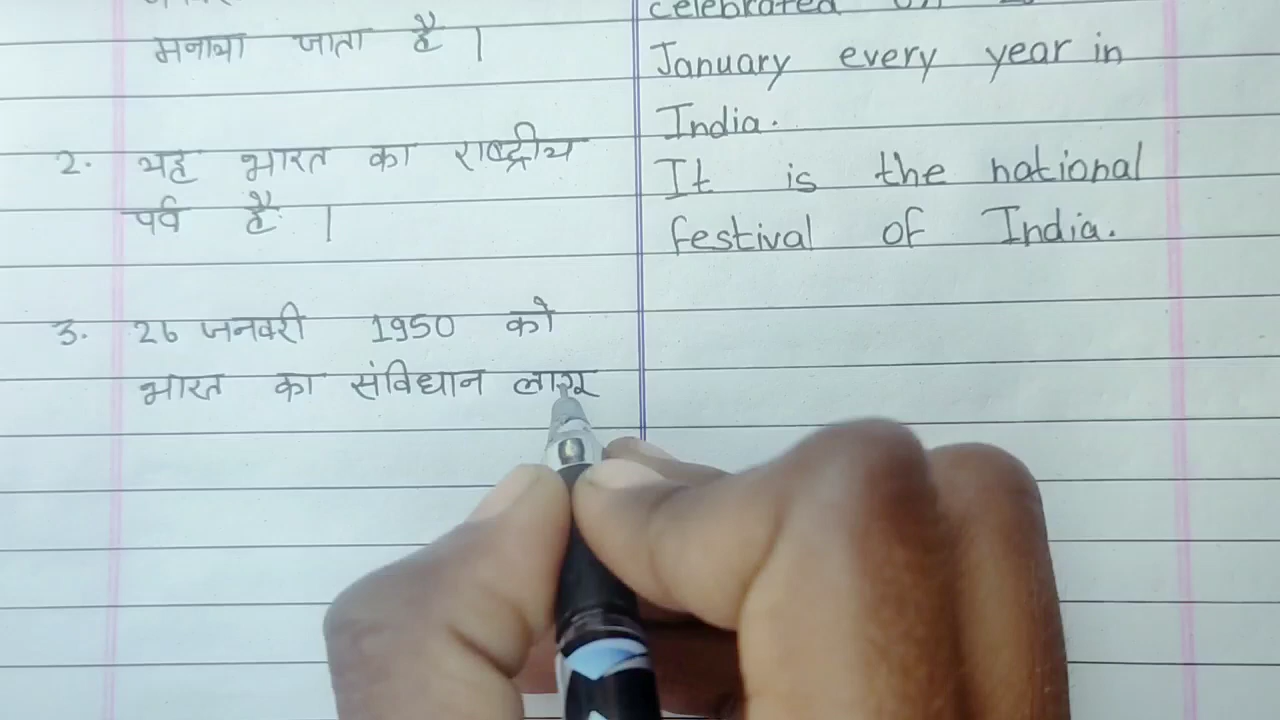 मनाया जाता है |
2. यह भारत का राष्ट्रीय
पर्व है |
3. 26 जनवरी 1950 को
भारत का संविधान लागू
celebrated
January every year in
India.
It is the national
festival of India.